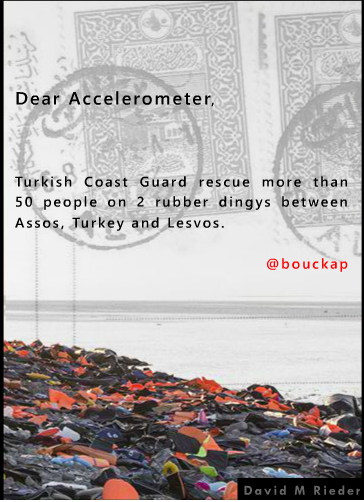 Dear Accelerometer,
Turkish Coast Guard rescue more than
50 people on 2 rubber dingys between
Assos, Turkey and Lesvos.
@bouckap
David M Rieder